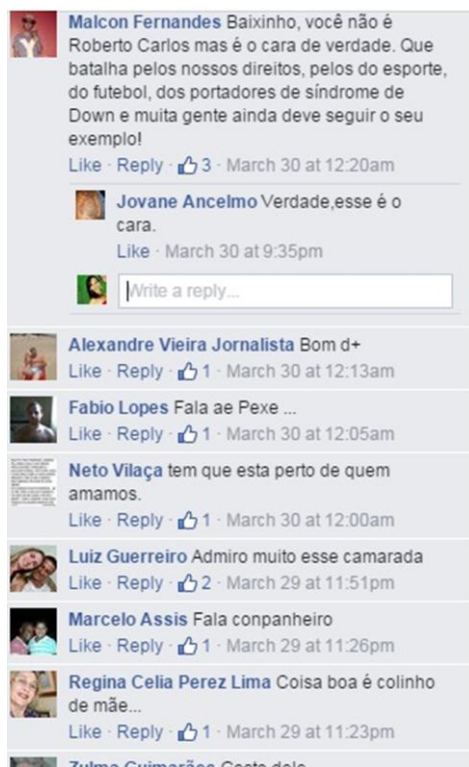 Malcon Fernandes Baixinho, você não é
Roberto Carlos mas é o cara de verdade. Que
batalha pelos nossos direitos, pelos do esporte,
do futebol, dos portadores de síndrome de
Down e muita gente ainda deve seguir o seu
exemplo!
Like · Reply · 3 · March 30 at 12:20am
Jovane Ancelmo Verdade,esse é o
cara.
Like · March 30 at 9:35pm
Write a reply...
Alexandre Vieira Jornalista Bom d+
Like · Reply · 1 · March 30 at 12:13am
Fabio Lopes Fala ae Pexe ...
Like · Reply · 1 · March 30 at 12:05am
Neto Vilaça tem que esta perto de quem
amamos.
Like · Reply · 1 · March 30 at 12:00am
Luiz Guerreiro Admiro muito esse camarada
Like · Reply · 2 · March 29 at 11:51pm
Marcelo Assis Fala conpanheiro
Like · Reply · 1 · March 29 at 11:26pm
Regina Celia Perez Lima Coisa boa é colinho
de mãe...
Like · Reply · 1 · March 29 at 11:23pm
Zulma Guimarães Gosto dele